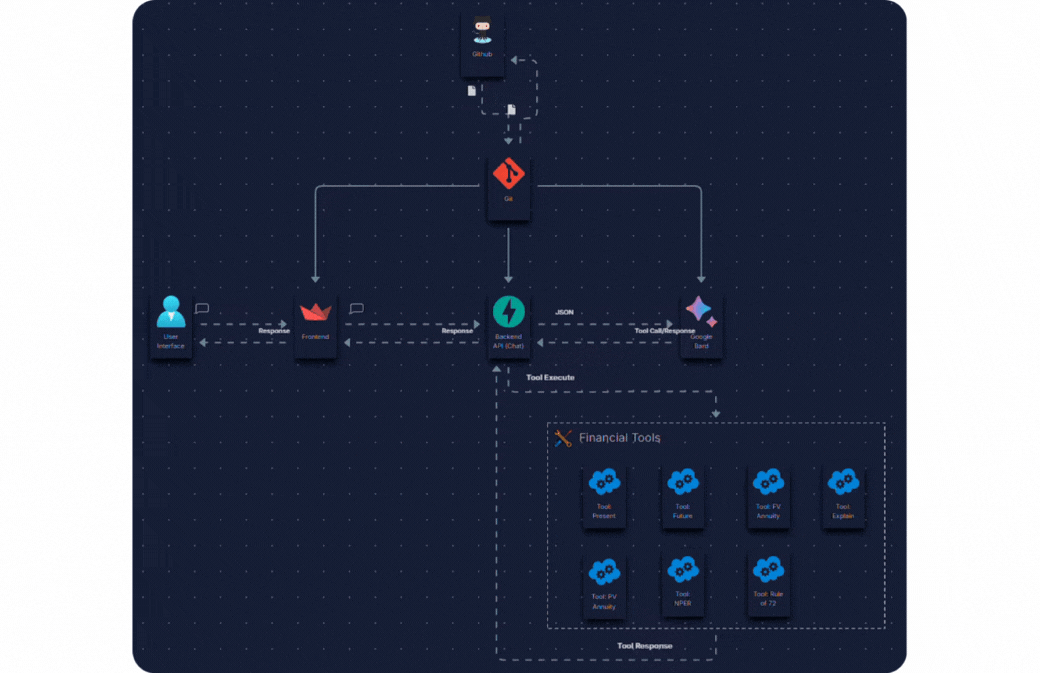 Github
Git
JSON
Response
Response
Tool Call/Response
User
Interface
Frontend
Backend
API (Chat)
Google
Bard
Tool Execute
Financial Tools
Tool:
Present
Tool:
Future
Tool: FV
Annuity
Tool:
Explain
Tool: PV
Annuity
Tool:
NPER
Tool: Rule
of 72
Tool Response